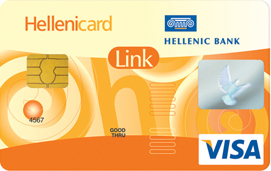 Hellenicard
HELLENIC BANK
Link
4567
GOOD
THRU
VISA